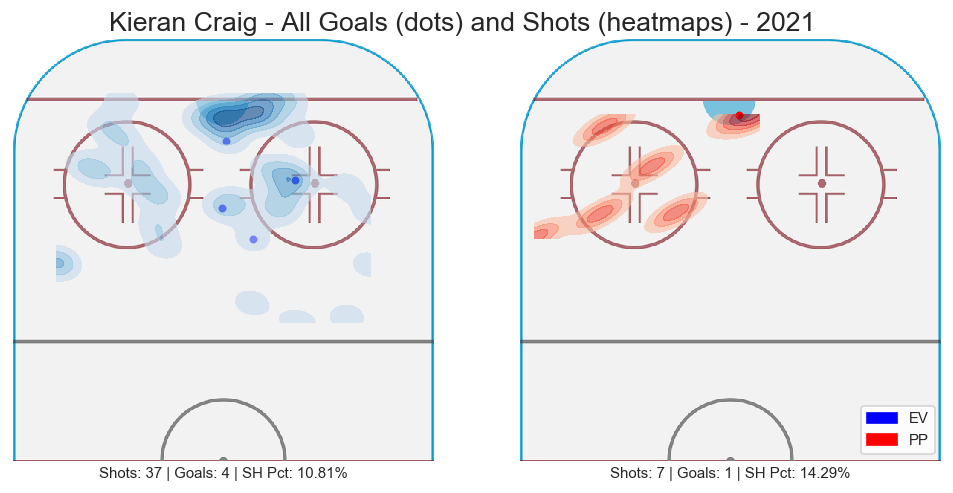 Kieran Craig - All Goals (dots) and Shots (heatmaps) - 2021
EV
PP
Shots: 37 | Goals: 4 | SH Pct: 10.81%
Shots: 7 | Goals: 1 | SH Pct: 14.29%